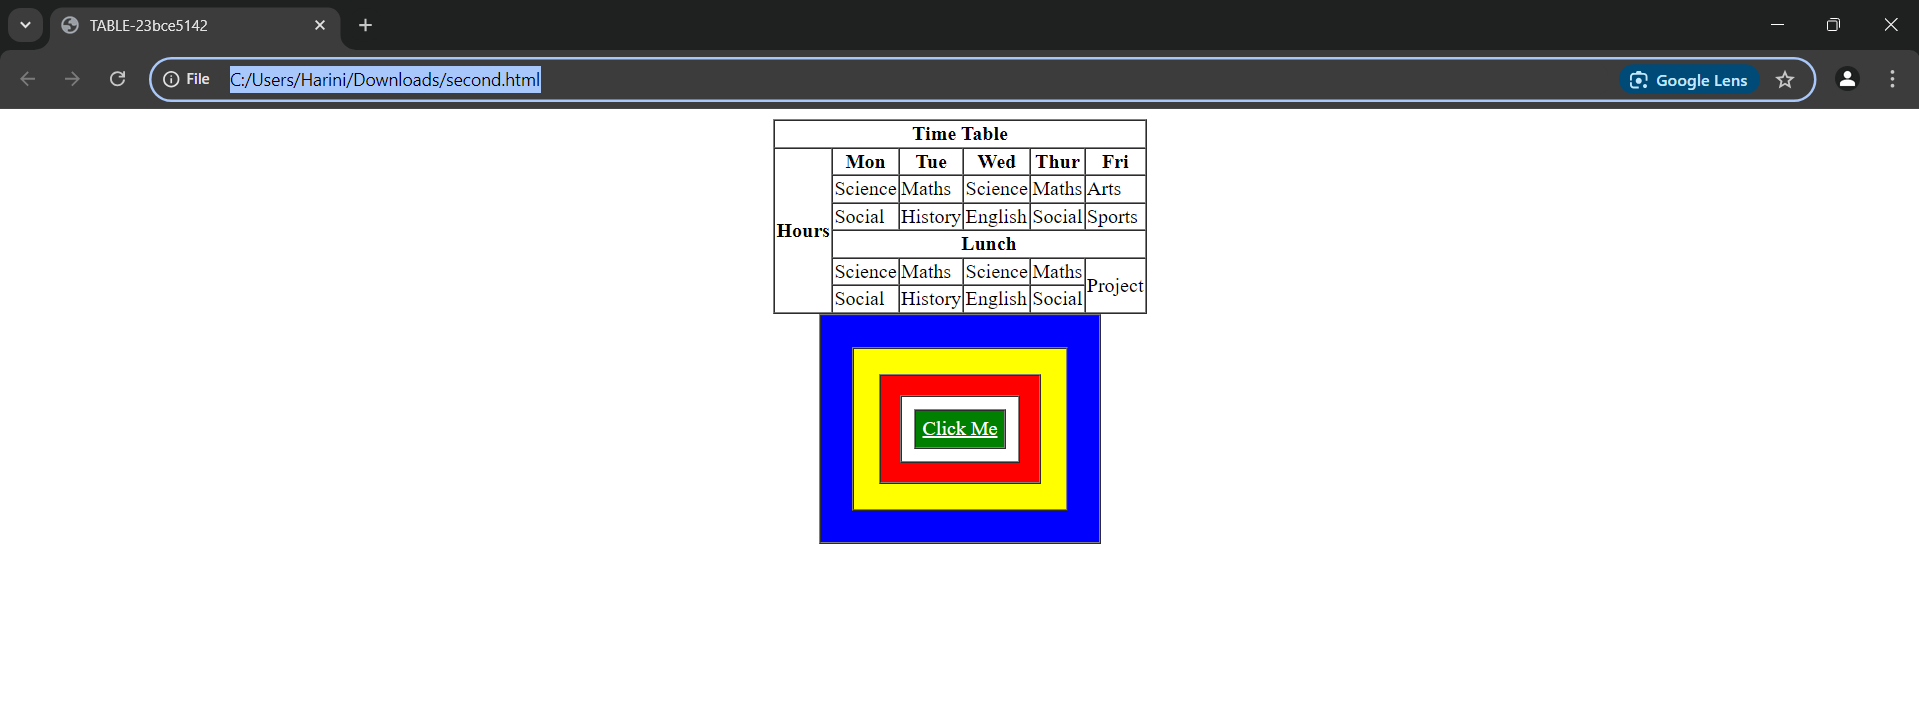 TABLE-23bce5142
File C:/Users/Harini/Downloads/second.html Google Lens
Time Table
Mon Tue Wed Thur Fri
Science Maths Science Maths Arts
Social History English Social Sports
Hours
Lunch
Science Maths Science Maths
Project
Social History English Social
Click Me